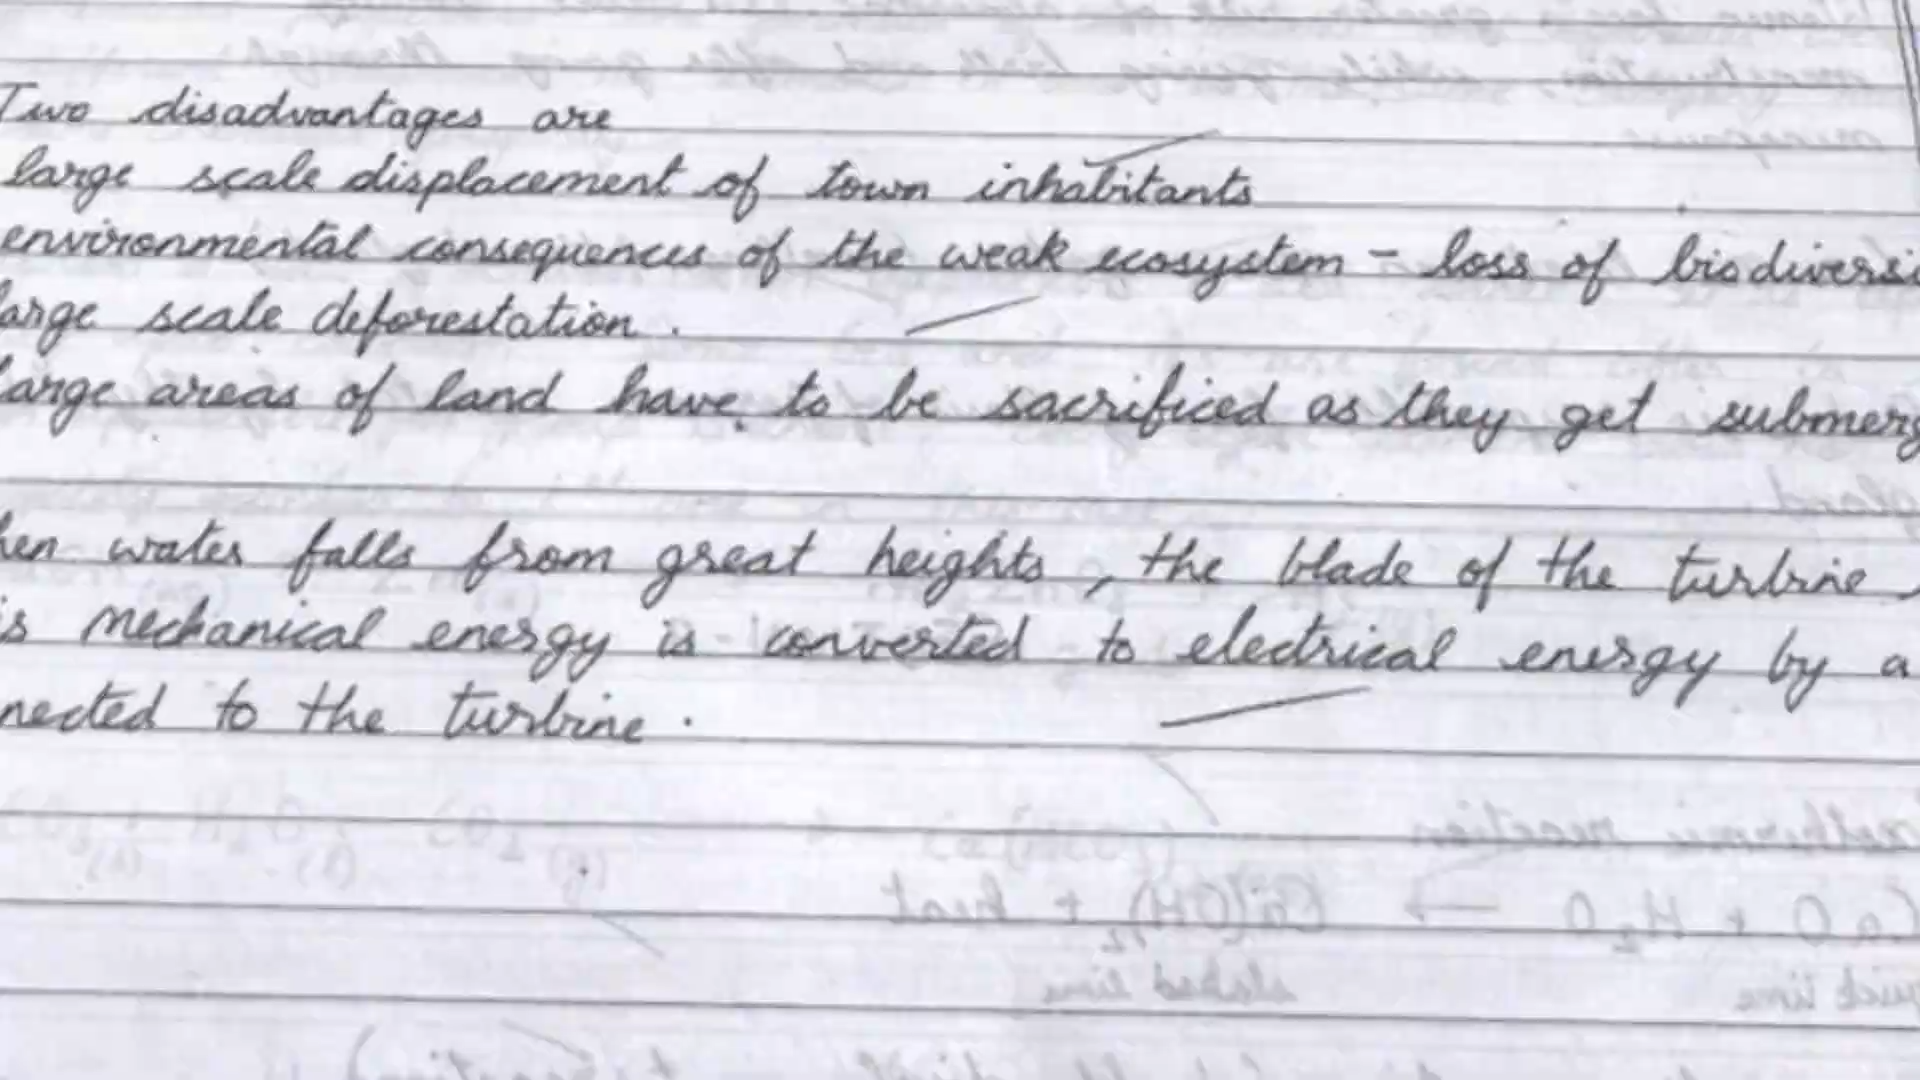 Two disadvantages are
large scale displacement of town inhabitants
environmental consequences of the weak ecosystem - loss of biodiversi
large scale deforestation.
large areas of land have to be sacrificed as they get submerg
hen water falls from great heights, the blade of the turbine
is mechanical energy is converted to electrical energy by a
nected to the turbine.